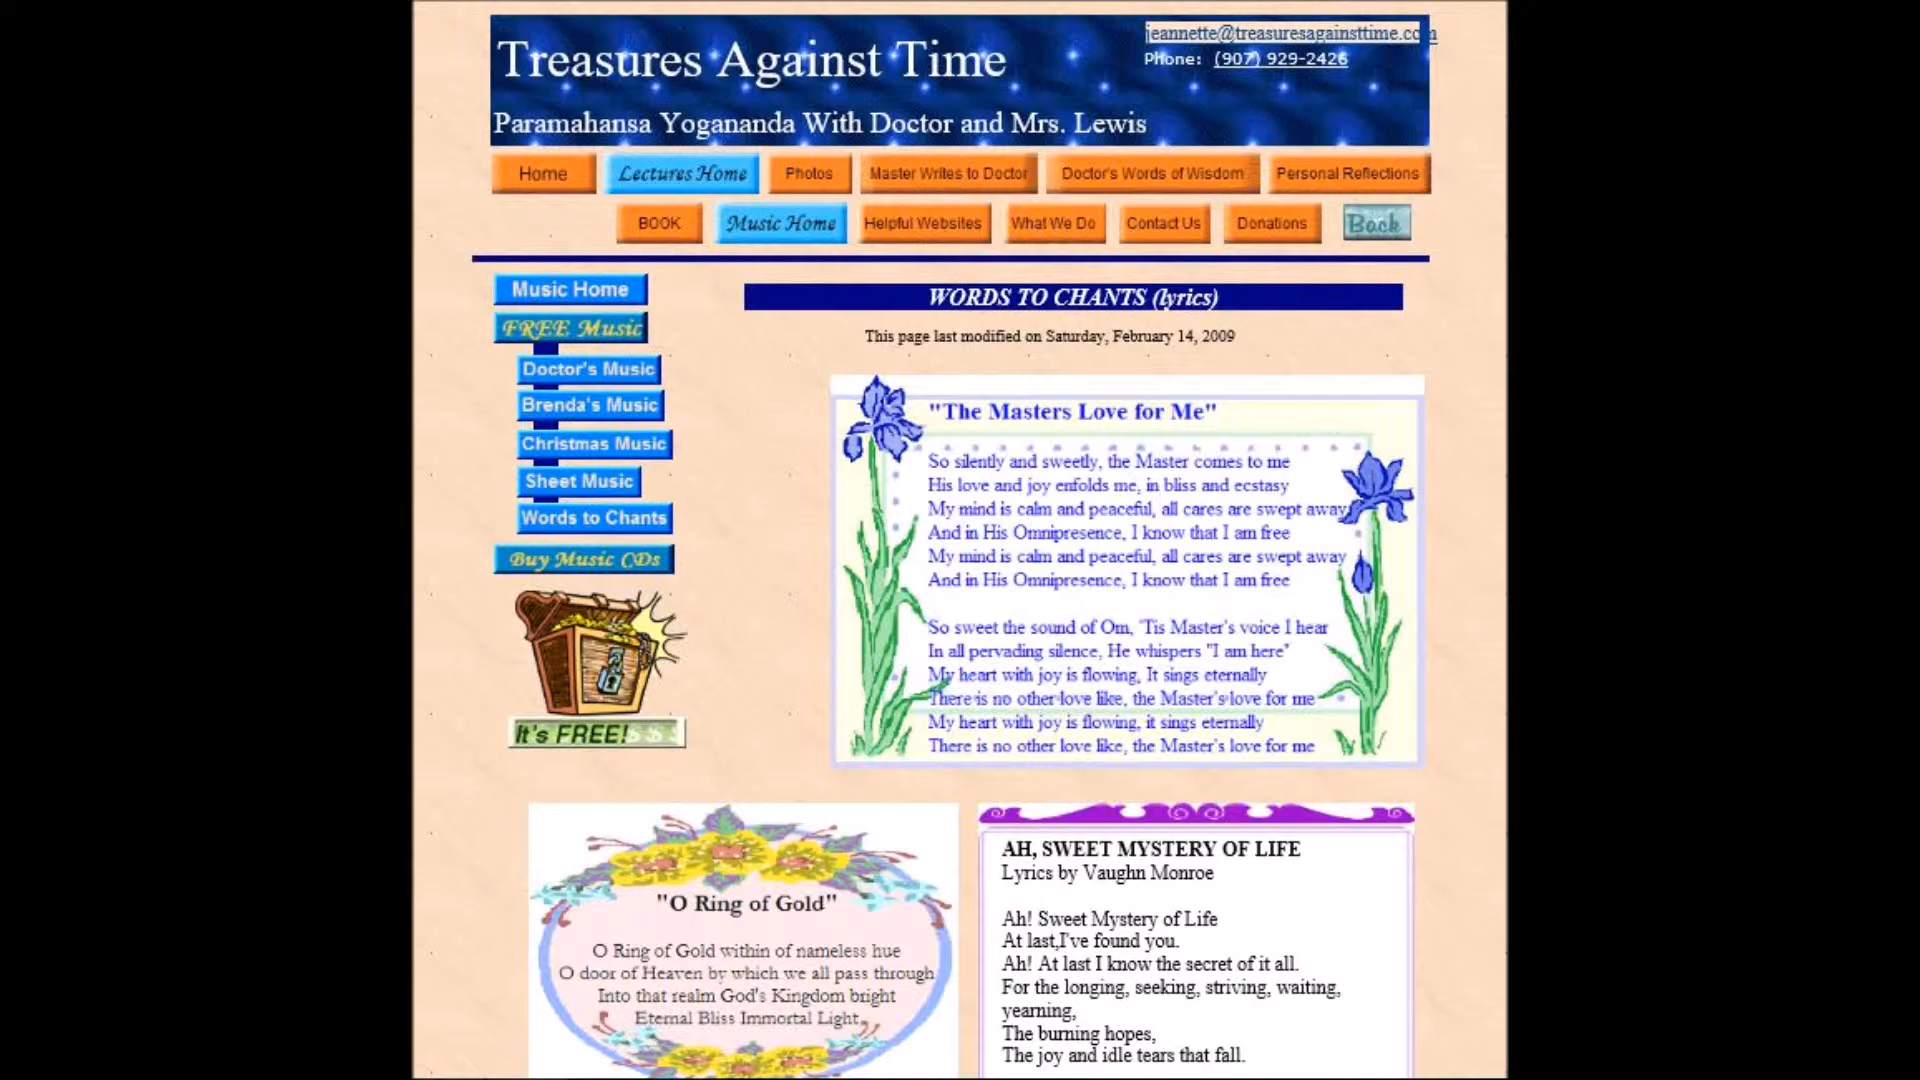 Treasures Against Time
jeannette@treasuresagainsttime.com
Phone: (907) 929-2426
Paramahansa Yogananda With Doctor and Mrs. Lewis
Home
Lectures Home
Photos
Master Writes to Doctor
Doctor's Words of Wisdom
Personal Reflections
BOOK
Music Home
Helpful Websites
What We Do
Contact Us
Donations
Back
Music Home
FREE Music
Doctor's Music
Brenda's Music
Christmas Music
Sheet Music
Words to Chants
Buy Music CDs
It's FREE! $ $ $
WORDS TO CHANTS (lyrics)
This page last modified on Saturday, February 14, 2009
"The Masters Love for Me"
So silently and sweetly, the Master comes to me
His love and joy enfolds me, in bliss and ecstasy
My mind is calm and peaceful, all cares are swept away
And in His Omnipresence, I know that I am free
My mind is calm and peaceful, all cares are swept away
And in His Omnipresence, I know that I am free
So sweet the sound of Om, 'Tis Master's voice I hear
In all pervading silence, He whispers "I am here"
My heart with joy is flowing, It sings eternally
There is no other love like, the Master's love for me
My heart with joy is flowing, it sings eternally
There is no other love like, the Master's love for me
"O Ring of Gold"
O Ring of Gold within of nameless hue
O door of Heaven by which we all pass through
Into that realm God's Kingdom bright
Eternal Bliss Immortal Light
AH, SWEET MYSTERY OF LIFE
Lyrics by Vaughn Monroe
Ah! Sweet Mystery of Life
At last,I've found you.
Ah! At last I know the secret of it all.
For the longing, seeking, striving, waiting,
yearning,
The burning hopes,
The joy and idle tears that fall.